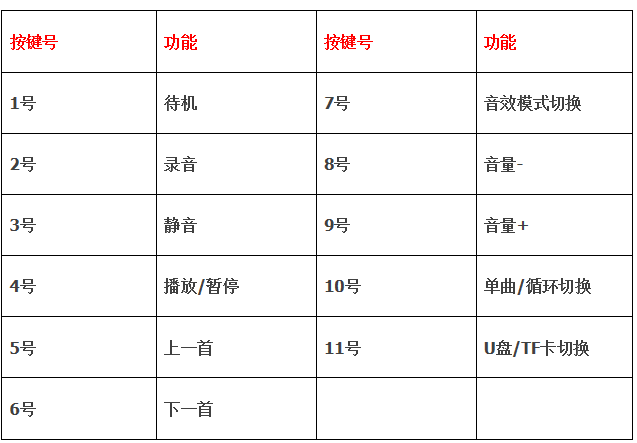 按键号 功能 按键号 功能
1号 待机 7号 音效模式切换
2号 录音 8号 音量-
3号 静音 9号 音量+
4号 播放/暂停 10号 单曲/循环切换
5号 上一首 11号 U盘/TF卡切换
6号 下一首